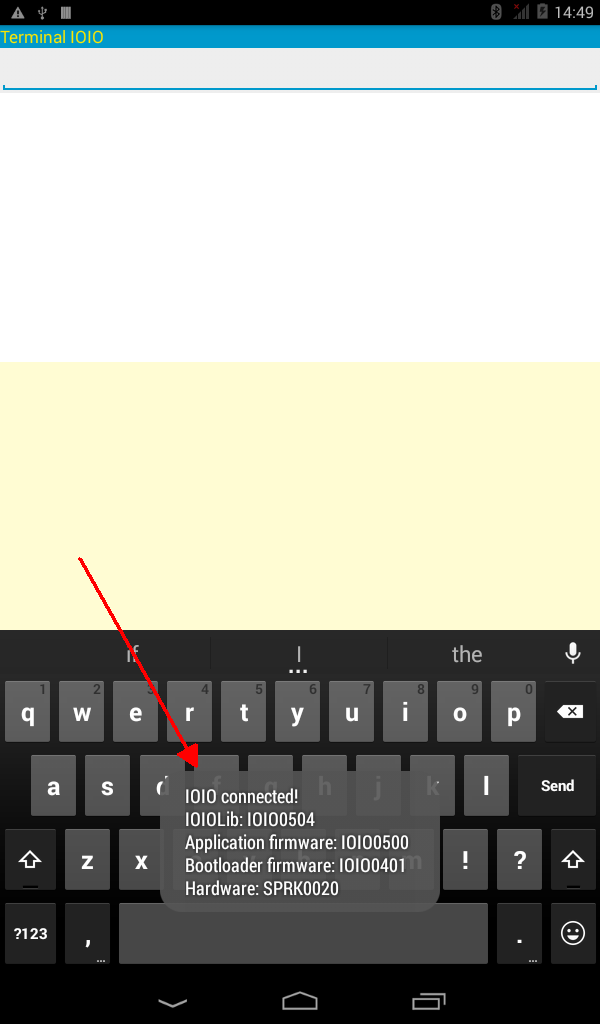 14:49
Terminal IOIO
if I the
1 2 3 4 5 6 7 8 9 0
q w e r t y u i o p
a s d f g h j k l Send
IOIO connected!
IOIOLib: IOIO0504
Application firmware: IOIO0500
Bootloader firmware: IOIO0401
Hardware: SPRK0020
z x m ! ?
?123 , .